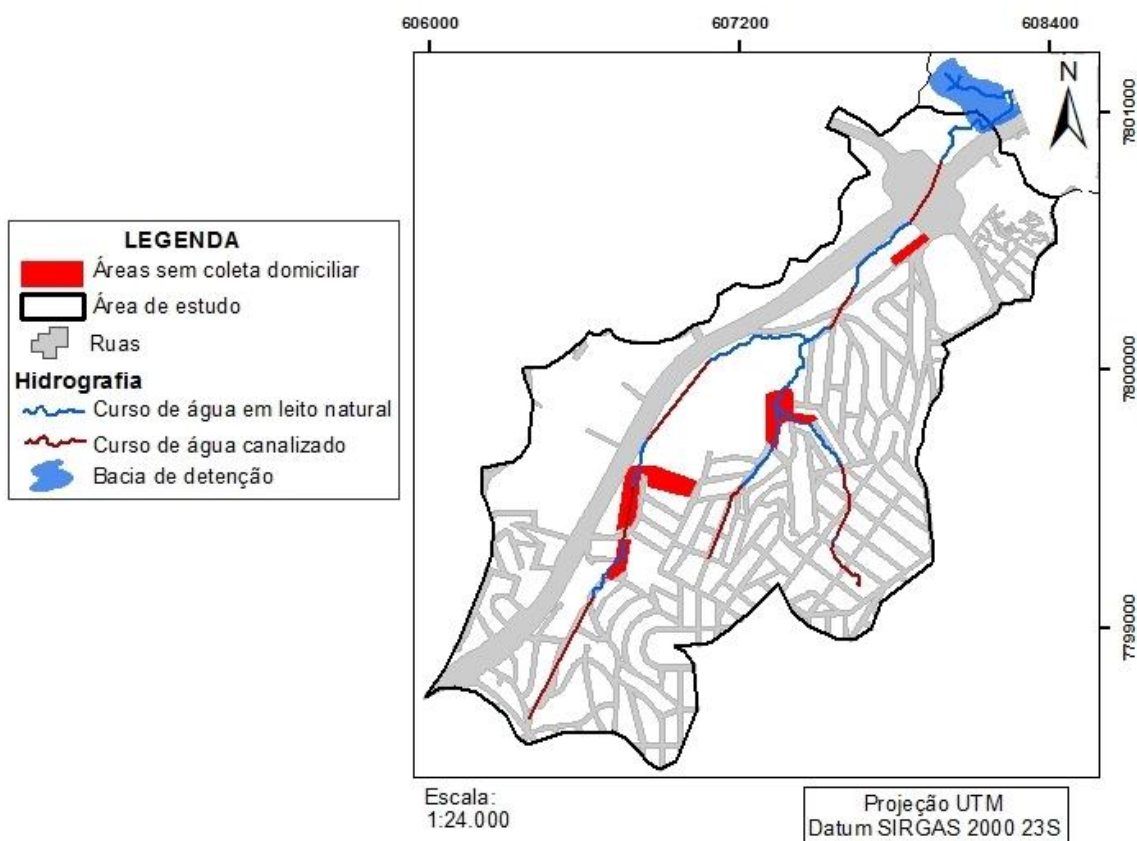 606000
607200
608400
N
7801000
7800000
7799000
LEGENDA
Áreas sem coleta domiciliar
Área de estudo
Ruas
Hidrografia
Curso de água em leito natural
Curso de água canalizado
Bacia de detenção
Escala:
1:24.000
Projeção UTM
Datum SIRGAS 2000 23S